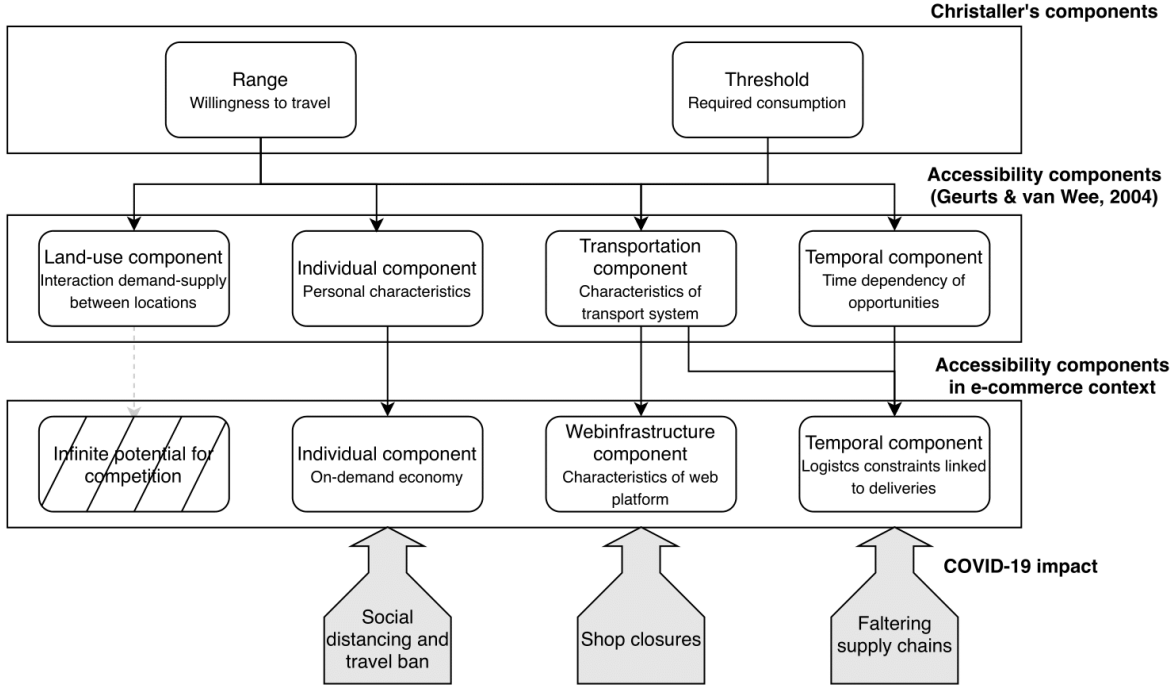 Christaller's components
Range
Willingness to travel
Threshold
Required consumption
Accessibility components
(Geurts & van Wee, 2004)
Land-use component
Interaction demand-supply
between locations
Individual component
Personal characteristics
Transportation
component
Characteristics of
transport system
Temporal component
Time dependency of
opportunities
Accessibility components
in e-commerce context
Infinite potential for
competition
Individual component
On-demand economy
Webinfrastructure
component
Characteristics of web
platform
Temporal component
Logistcs constraints linked
to deliveries
COVID-19 impact
Social
distancing and
travel ban
Shop closures
Faltering
supply chains